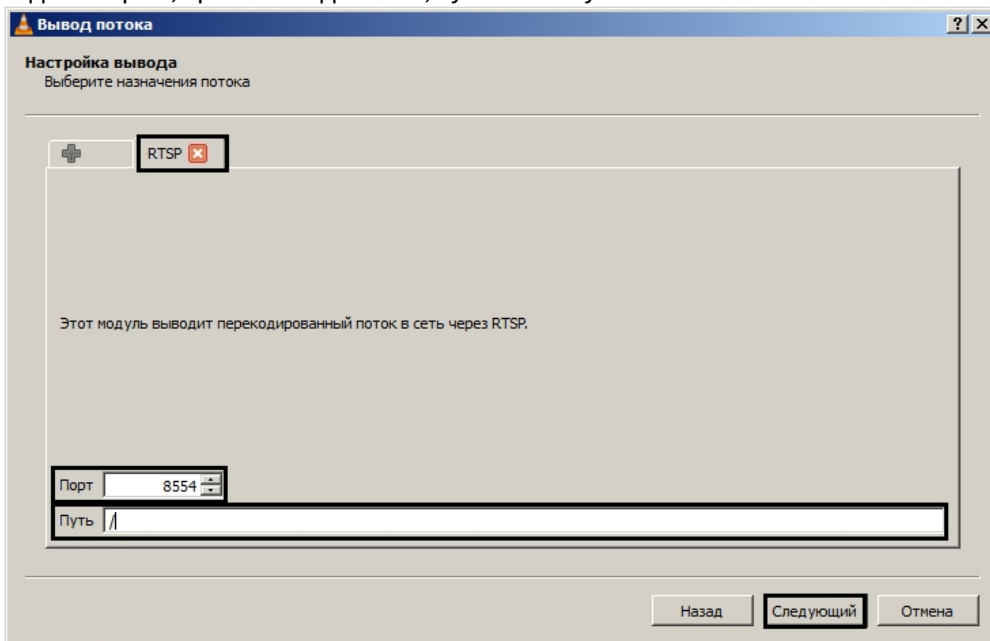 Вывод потока
Настройка вывода
Выберите назначения потока
RTSP
Этот модуль выводит перекодированный поток в сеть через RTSP.
Порт 8554
Путь /
Назад Следующий Отмена